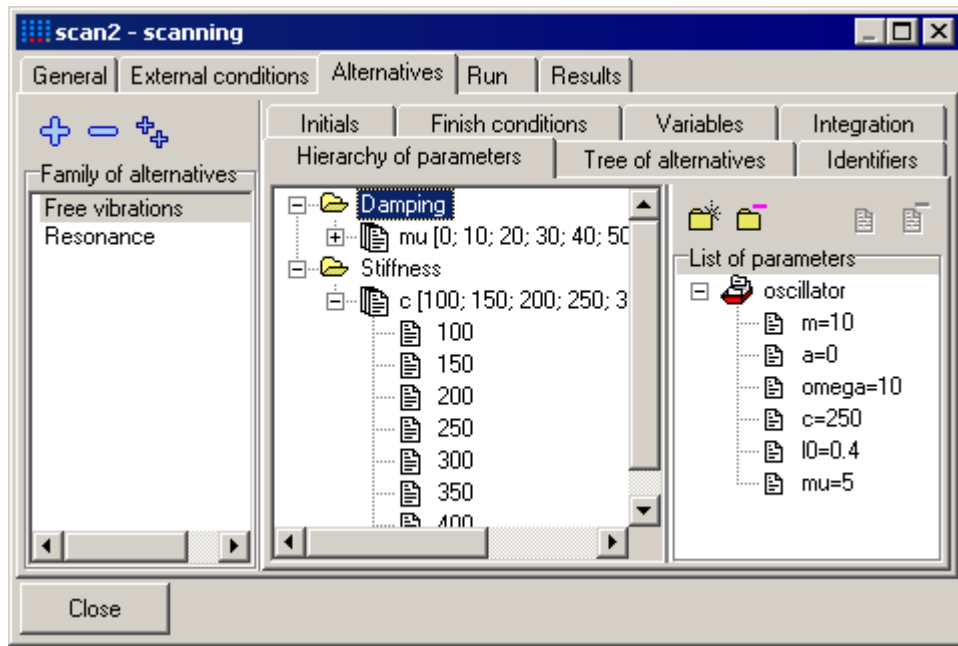 scan2 - scanning
General External conditions Alternatives Run Results
Family of alternatives
Free vibrations
Resonance
Initials Finish conditions Variables Integration
Hierarchy of parameters Tree of alternatives Identifiers
Damping
mu [0; 10; 20; 30; 40; 50
Stiffness
c [100; 150; 200; 250; 3
100
150
200
250
300
350
400
List of parameters
oscillator
m=10
a=0
omega=10
c=250
l0=0.4
mu=5
Close